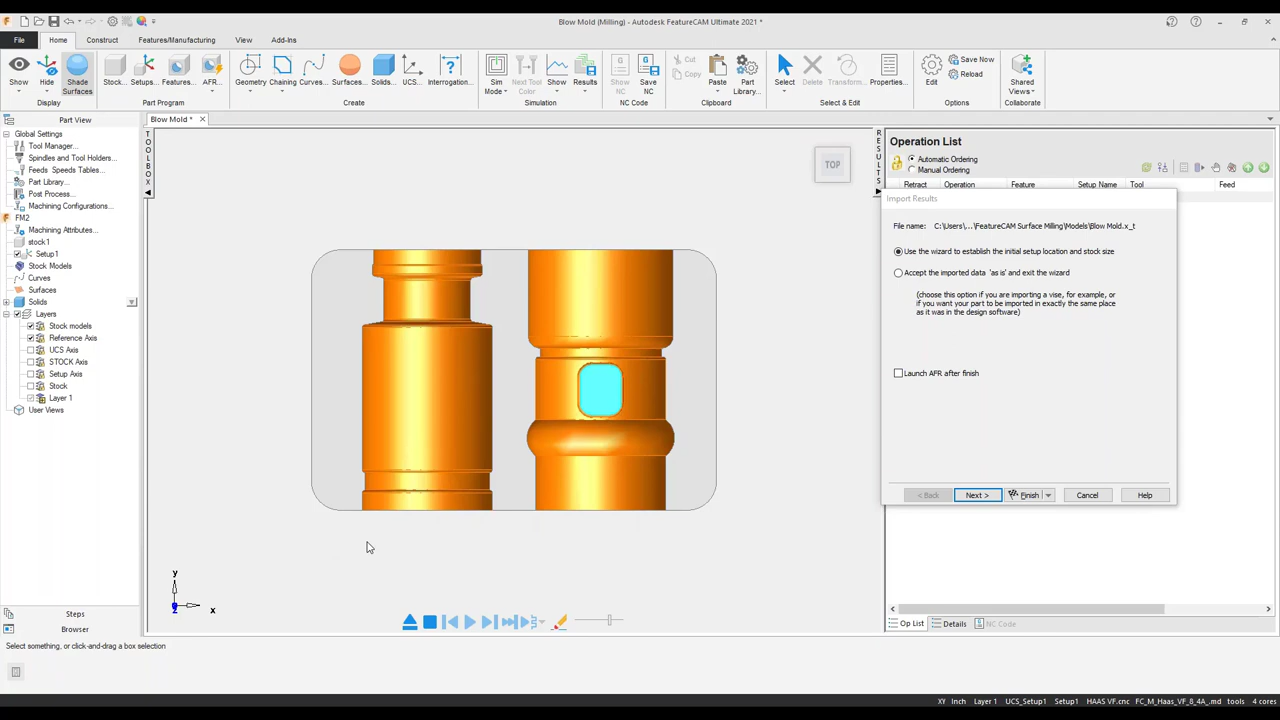 Blow Mold (Milling) - Autodesk FeatureCAM Ultimate 2021 *
File Home Construct Features/Manufacturing View Add-Ins
Show Hide Shade Surfaces Stock... Setups... Features... AFR... Geometry Chaining Curves... Surfaces... Solids... UCS... Interrogation... Sim Mode Next Tool Color Show Results Show NC Save NC Cut Copy Paste Part Library... Select Delete Transform... Properties... Edit Save Now Reload Shared Views
Display Part Program Create Simulation NC Code Clipboard Select & Edit Options Collaborate
Part View
Blow Mold *
Global Settings
Tool Manager...
Spindles and Tool Holders...
Feeds Speeds Tables...
Part Library...
Post Process...
Machining Configurations...
FM2
Machining Attributes...
stock1
Setup1
Stock Models
Curves
Surfaces
Solids
Layers
Stock models
Reference Axis
UCS Axis
STOCK Axis
Setup Axis
Stock
Layer 1
User Views
Steps
Browser
TOOLBOX
TOP
y
x
Z
RESULTS
Operation List
Automatic Ordering
Manual Ordering
Retract Operation Feature Setup Name Tool Feed
Import Results
File name: C:\Users\...\FeatureCAM Surface Milling\Models\Blow Mold.x_t
Use the wizard to establish the initial setup location and stock size
Accept the imported data 'as is' and exit the wizard
(choose this option if you are importing a vise, for example, or
if you want your part to be imported in exactly the same place
as it was in the design software)
Launch AFR after finish
< Back Next > Finish Cancel Help
Op List Details NC Code
Select something, or click-and-drag a box selection
XY Inch Layer 1 UCS_Setup1 Setup1 HAAS VF.cnc FC_M_Haas_VF_8_4A_.md tools 4 cores